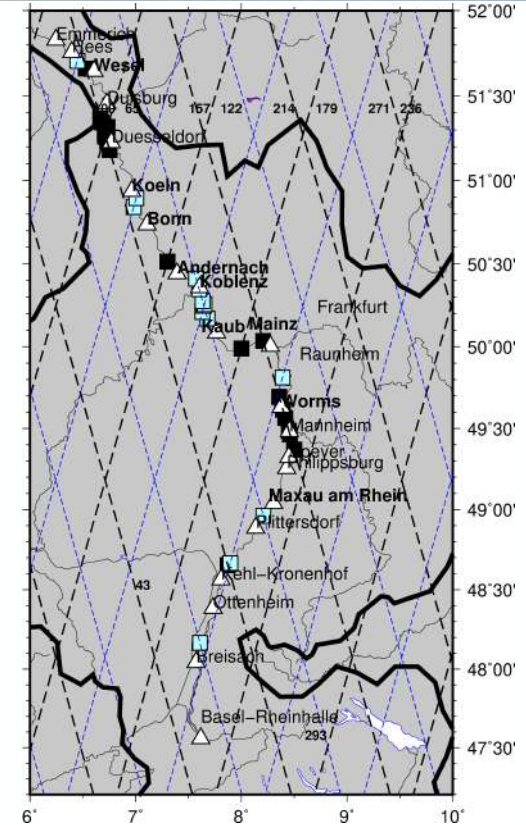 52°00'
Emmerich
Rees
Wesel
51°30'
Duisburg
65 167 122 214 179 271 236
Duesseldorf
51°00'
Koeln
Bonn
50°30'
Andernach
Koblenz
Frankfurt
Kaub Mainz
50°00'
Raunheim
Worms
49°30'
Mannheim
Speyer
Philippsburg
Maxau am Rhein
49°00'
Plittersdorf
Kehl-Kronenhof
43
48°30'
Ottenheim
Breisach
48°00'
Basel-Rheinhalle
293
47°30'
6° 7° 8° 9° 10°